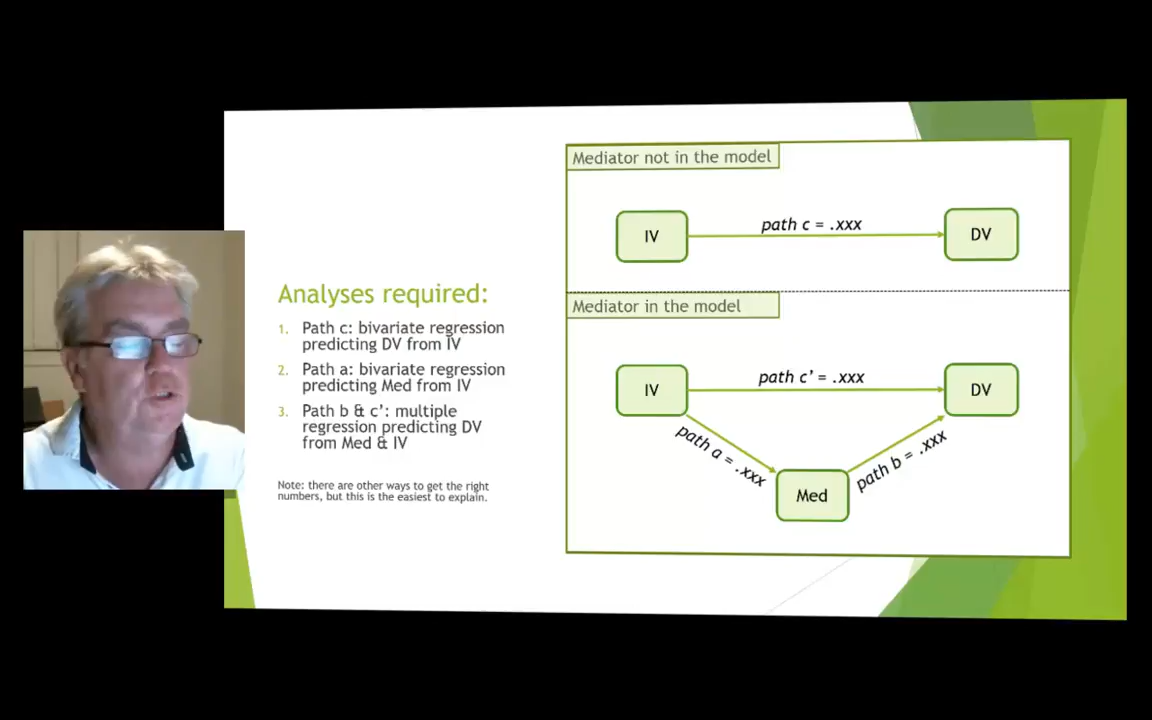 Analyses required:
1. Path c: bivariate regression
predicting DV from IV
2. Path a: bivariate regression
predicting Med from IV
3. Path b & c’: multiple
regression predicting DV
from Med & IV
Note: there are other ways to get the right
numbers, but this is the easiest to explain.
Mediator not in the model
IV
path c = .xxx
DV
Mediator in the model
IV
path c’ = .xxx
DV
path a = .xxx
path b = .xxx
Med